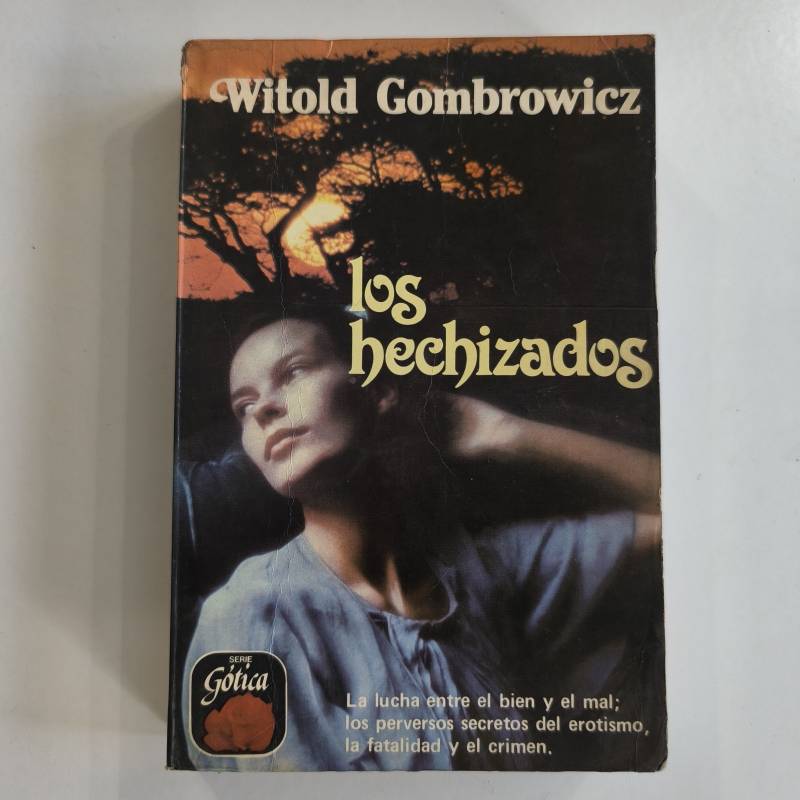 Witold Gombrowicz
los
hechizados
SERIE
Gótica
La lucha entre el bien y el mal;
los perversos secretos del erotismo,
la fatalidad y el crimen.